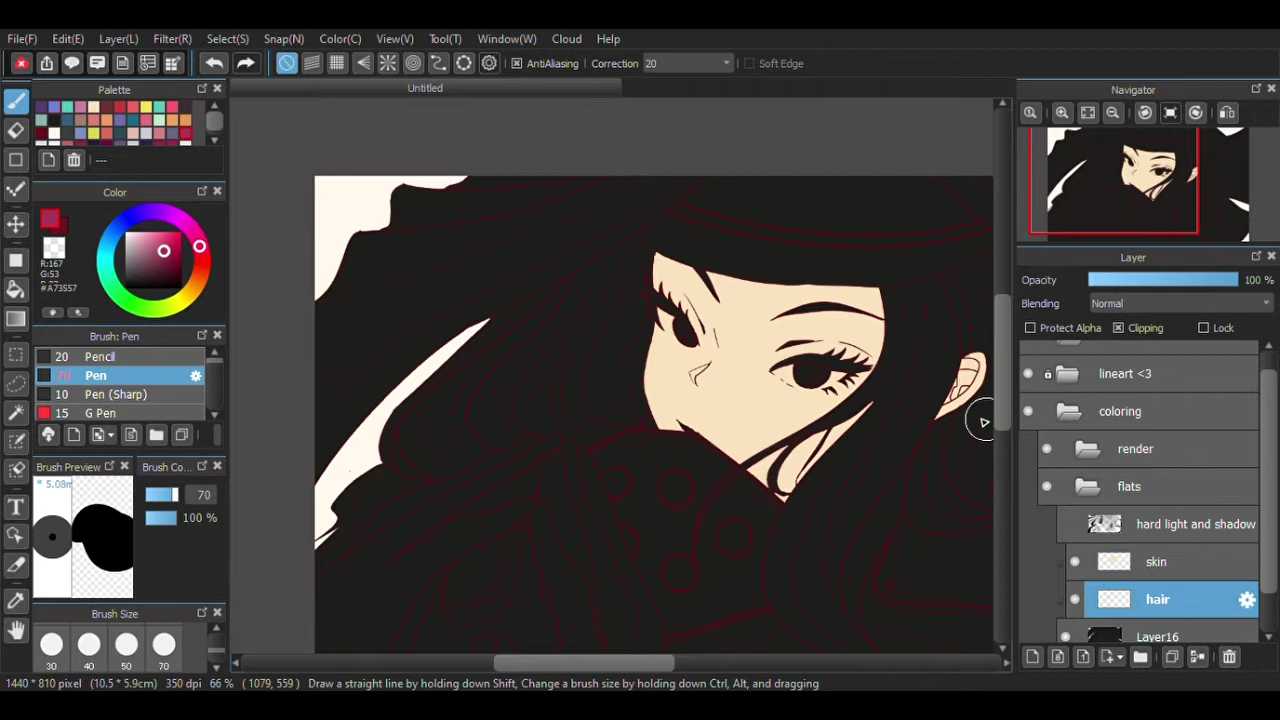 File(F) Edit(E) Layer(L) Filter(R) Select(S) Snap(N) Color(C) View(V) Tool(T) Window(W) Cloud Help
AntiAliasing Correction 20 Soft Edge
Palette
Untitled
Navigator
---
Color
R:167
G:53
#A73557
Layer
Opacity 100 %
Blending Normal
Protect Alpha Clipping Lock
Brush: Pen
20 Pencil
70 Pen
10 Pen (Sharp)
15 G Pen
lineart <3
coloring
render
flats
hard light and shadow
skin
hair
Layer16
Brush Preview
Brush Co...
* 5.08m
70
100 %
Brush Size
30 40 50 70
1440 * 810 pixel (10.5 * 5.9cm) 350 dpi 66 % ( 1079, 559 ) Draw a straight line by holding down Shift, Change a brush size by holding down Ctrl, Alt, and dragging